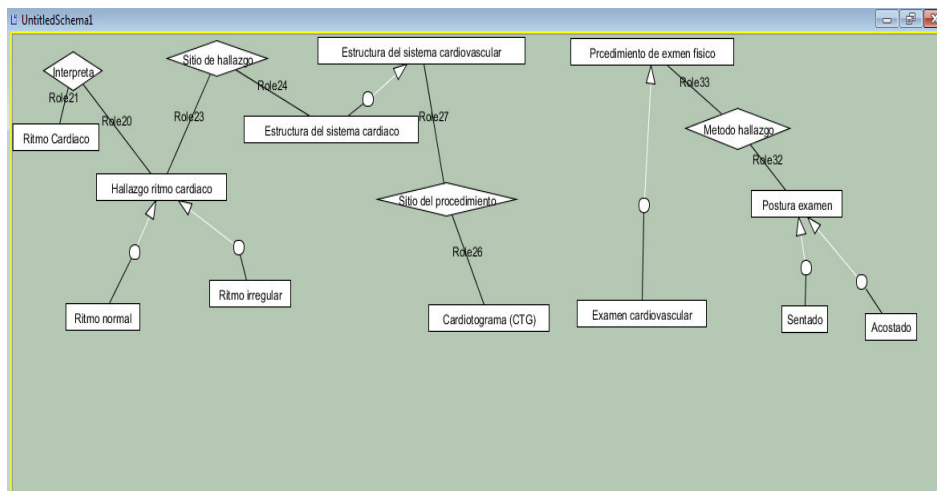 UntitledSchema1
Interpreta
Role21
Role20
Ritmo Cardiaco
Sitio de hallazgo
Role23
Role24
Estructura del sistema cardiovascular
Estructura del sistema cardiaco
Role27
Hallazgo ritmo cardiaco
Sitio del procedimiento
Role26
Ritmo normal
Ritmo irregular
Cardiotograma (CTG)
Prcedimiento de exmen fisico
Role33
Metodo hallazgo
Role32
Postura examen
Examen cardiovascular
Sentado
Acostado